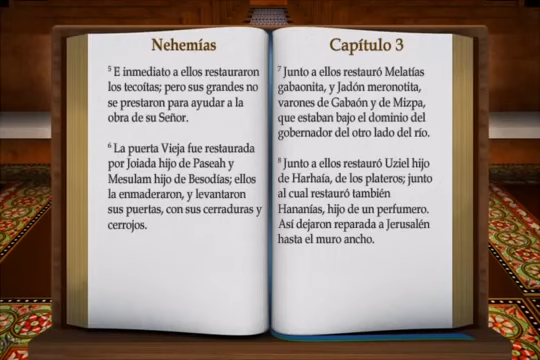 Nehemías
⁵ E inmediato a ellos restauraron
los tecoítas; pero sus grandes no
se prestaron para ayudar a la
obra de su Señor.
⁶ La puerta Vieja fue restaurada
por Joiada hijo de Paseah y
Mesulam hijo de Besodías; ellos
la enmaderaron, y levantaron
sus puertas, con sus cerraduras y
cerrojos.
Capítulo 3
⁷ Junto a ellos restauró Melatías
gabaonita, y Jadón meronotita,
varones de Gabaón y de Mizpa,
que estaban bajo el dominio del
gobernador del otro lado del río.
⁸ Junto a ellos restauró Uziel hijo
de Harhaía, de los plateros; junto
al cual restauró también
Hananías, hijo de un perfumero.
Así dejaron reparada a Jerusalén
hasta el muro ancho.